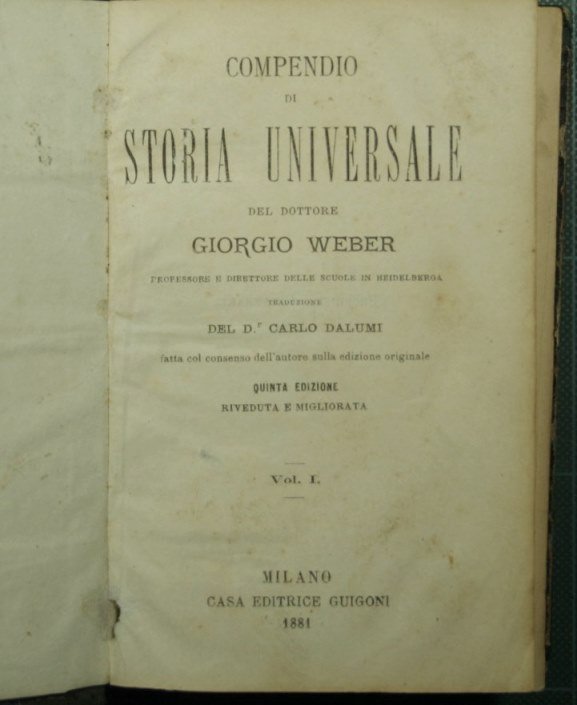 COMPENDIO
DI
STORIA UNIVERSALE
DEL DOTTORE
GIORGIO WEBER
PROFESSORE E DIRETTORE DELLE SCUOLE IN HEIDELBERGA
TRADUZIONE
DEL D.r CARLO DALUMI
fatta col consenso dell'autore sulla edizione originale
QUINTA EDIZIONE
RIVEDUTA E MIGLIORATA
Vol. I.
MILANO
CASA EDITRICE GUIGONI
1881